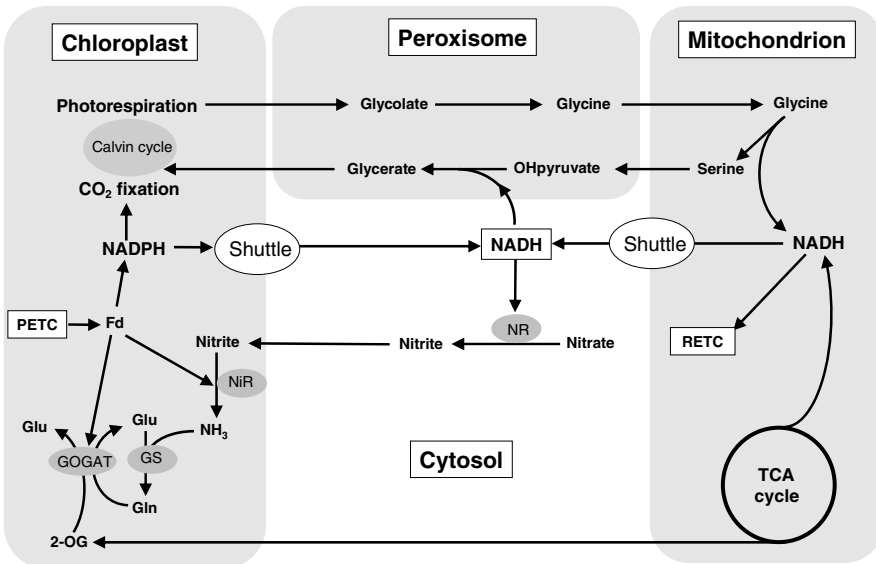 Chloroplast
Peroxisome
Mitochondrion
Photorespiration
Glycolate
Glycine
Glycine
Calvin cycle
Glycerate
OHpyruvate
Serine
CO₂ fixation
NADPH
Shuttle
NADH
Shuttle
NADH
PETC
Fd
NR
RETC
Nitrite
Nitrite
Nitrate
NiR
Glu
Glu
NH₃
GOGAT
GS
Cytosol
TCA
cycle
Gln
2-OG